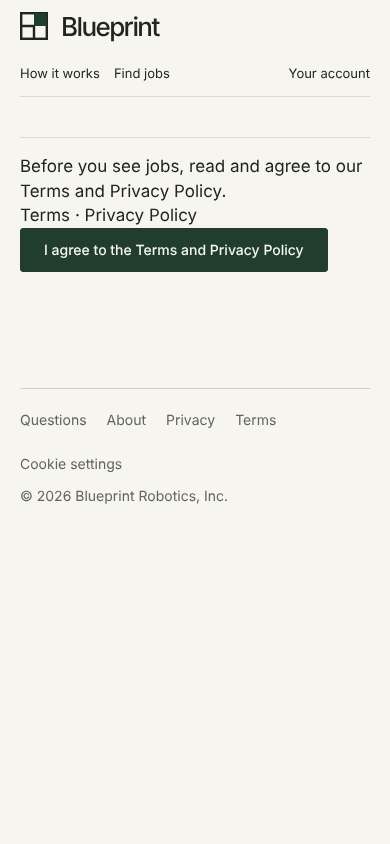 Blueprint
How it works Find jobs Your account
Before you see jobs, read and agree to our
Terms and Privacy Policy.
Terms · Privacy Policy
I agree to the Terms and Privacy Policy
Questions About Privacy Terms
Cookie settings
© 2026 Blueprint Robotics, Inc.